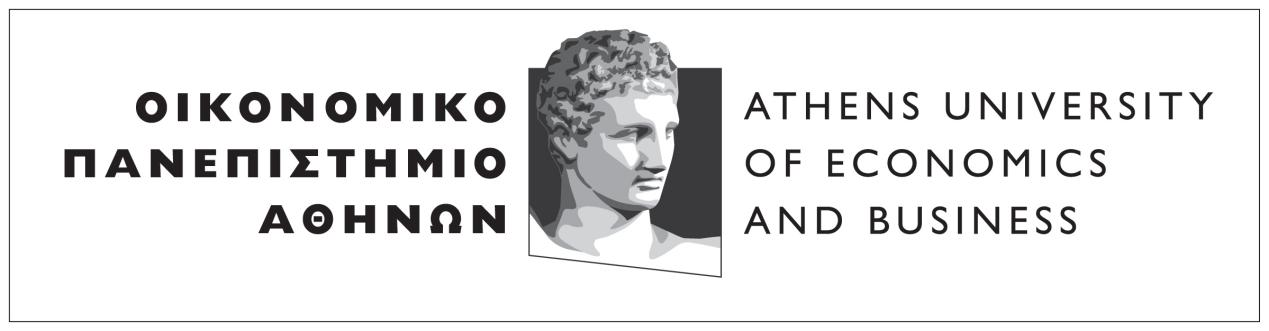 ΟΙΚΟΝΟΜΙΚΟ
ΠΑΝΕΠΙΣΤΗΜΙΟ
ΑΘΗΝΩΝ
ATHENS UNIVERSITY
OF ECONOMICS
AND BUSINESS